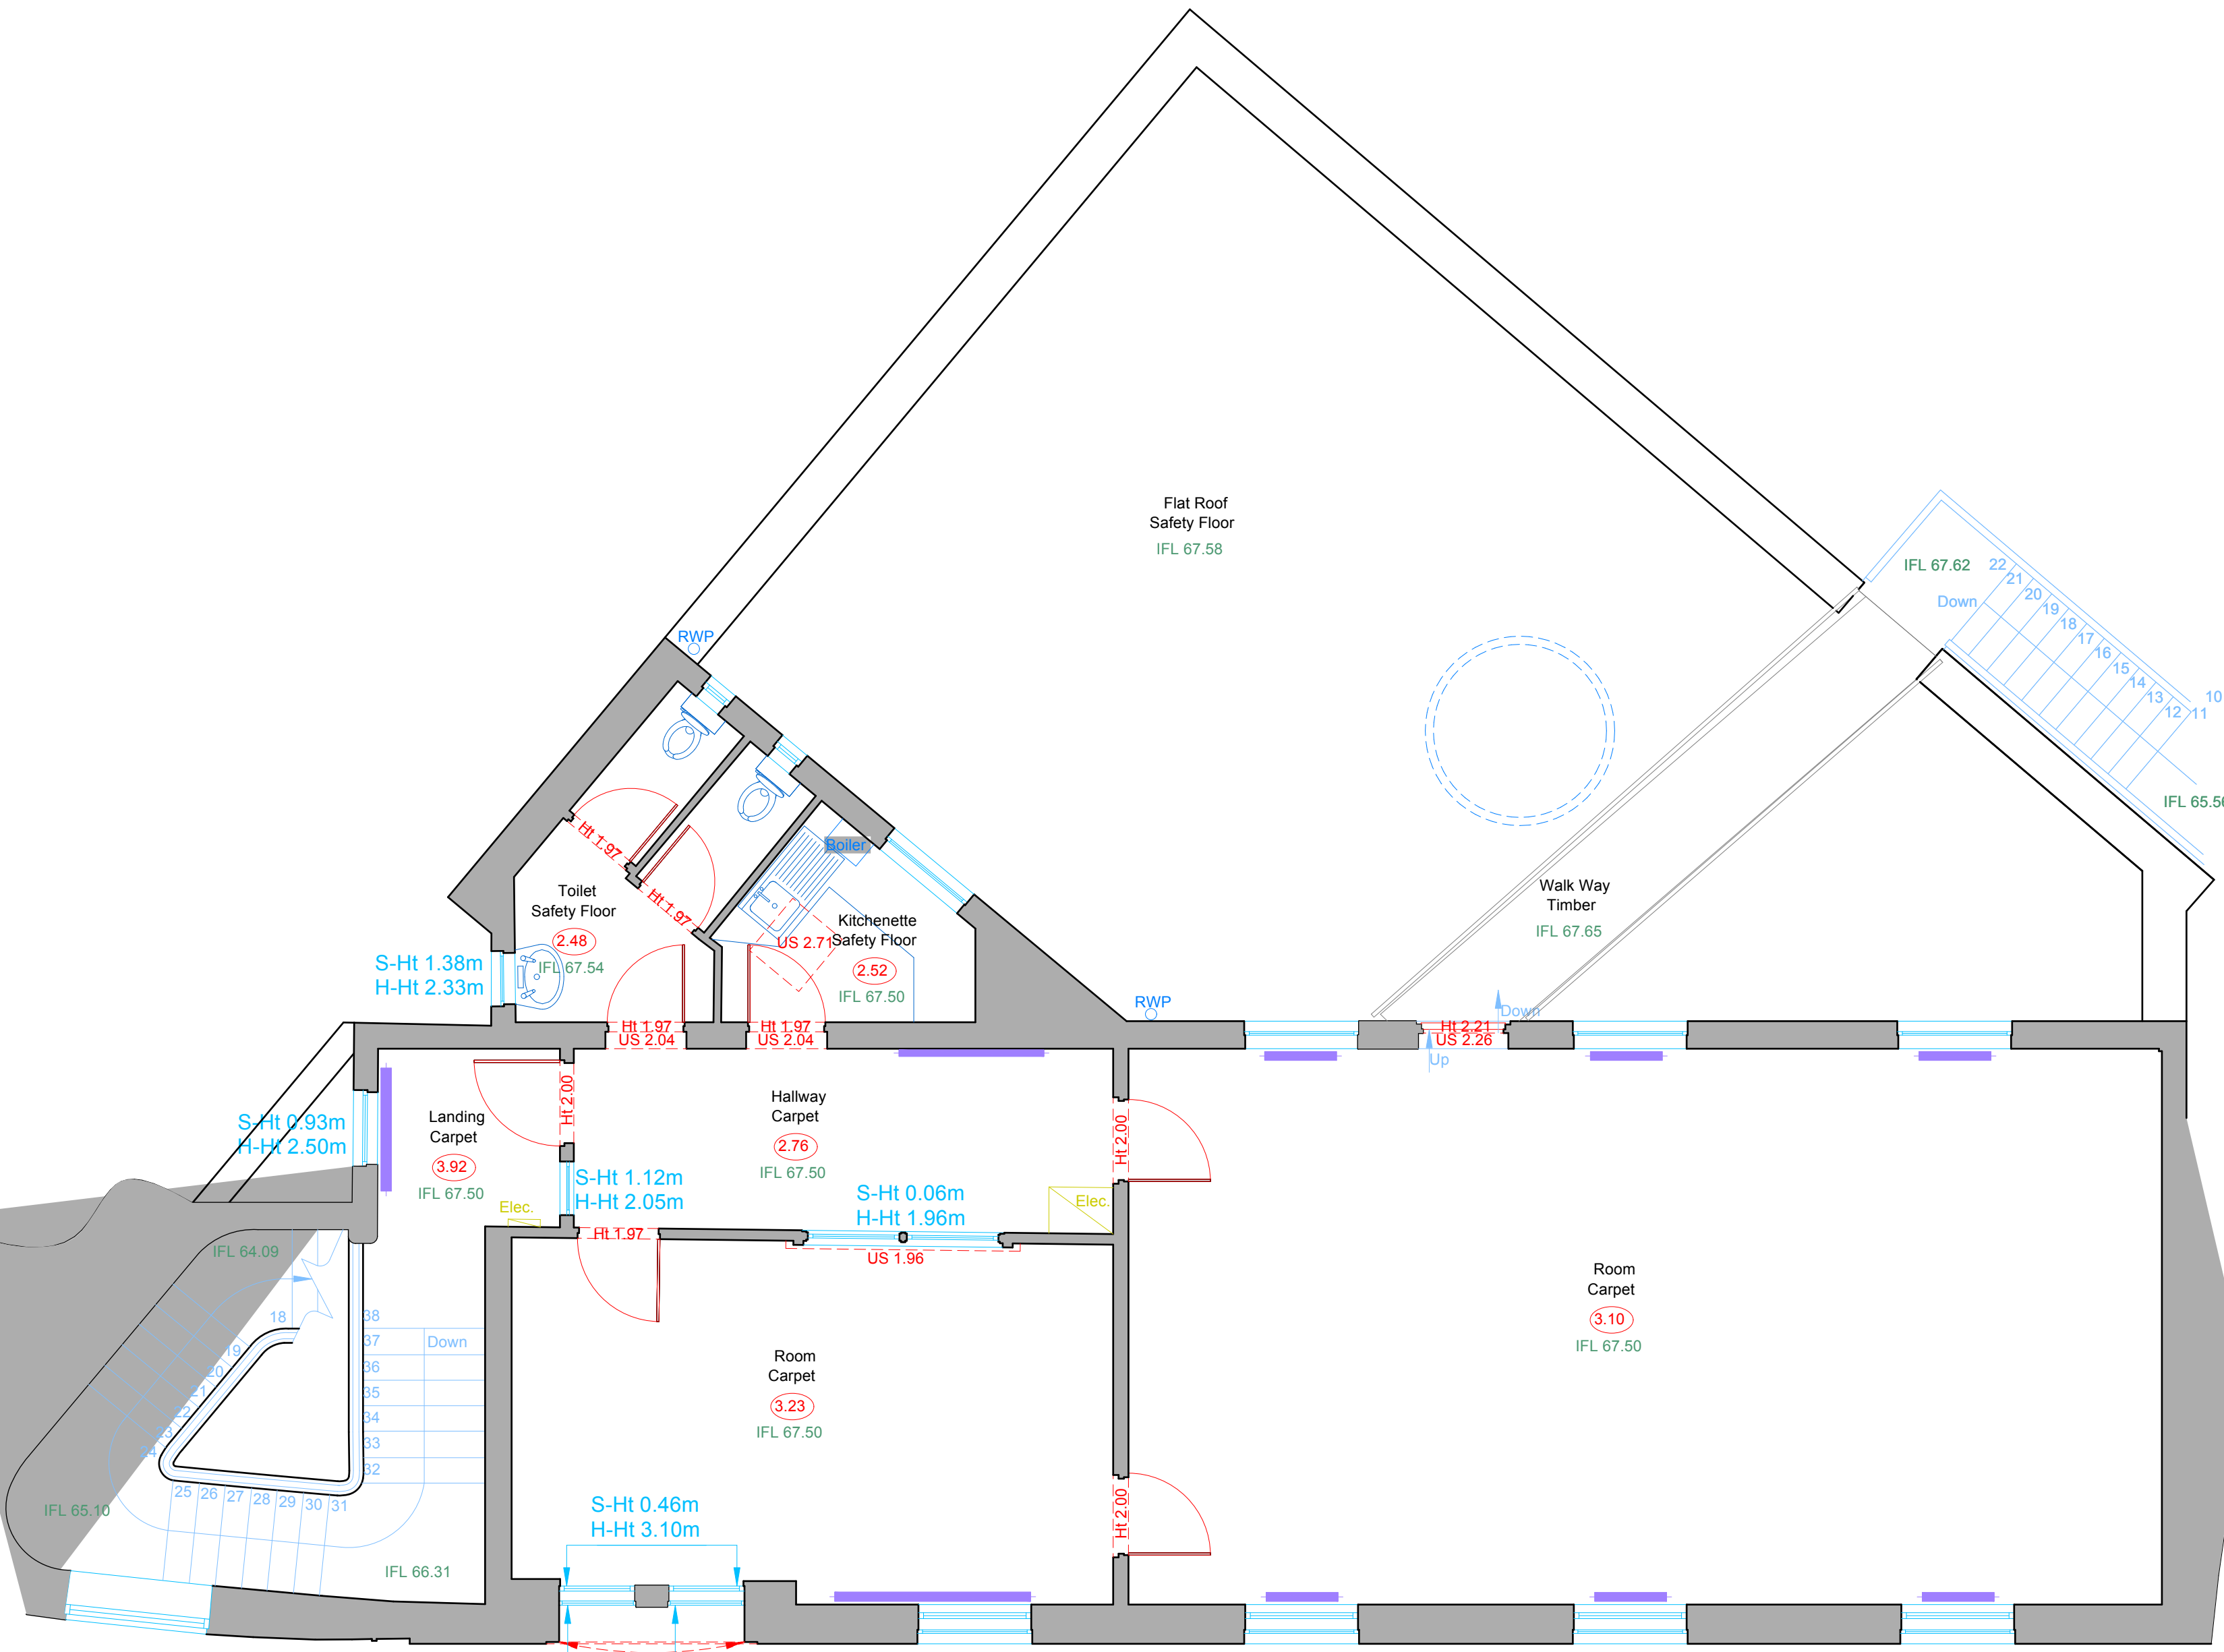 Flat Roof
Safety Floor
IFL 67.58
IFL 67.62
Down
22
21
20
19
18
17
16
15
14
13
12
11
10
IFL 65.56
RWP
Boiler
Ht 1.97
Ht 1.97
Toilet
Safety Floor
2.48
IFL 67.54
Kitchenette
Safety Floor
US 2.71
2.52
IFL 67.50
Walk Way
Timber
IFL 67.65
S-Ht 1.38m
H-Ht 2.33m
RWP
Down
Ht 1.97
US 2.04
Ht 1.97
US 2.04
Ht 2.21
US 2.26
Up
S-Ht 0.93m
H-Ht 2.50m
Landing
Carpet
3.92
IFL 67.50
Elec.
Ht 2.00
Hallway
Carpet
2.76
IFL 67.50
S-Ht 1.12m
H-Ht 2.05m
S-Ht 0.06m
H-Ht 1.96m
Elec.
Ht 2.00
Ht 1.97
US 1.96
IFL 64.09
18
19
20
21
22
23
24
25
26
27
28
29
30
31
38
37
36
35
34
33
32
Down
IFL 65.10
IFL 66.31
Room
Carpet
3.23
IFL 67.50
S-Ht 0.46m
H-Ht 3.10m
Ht 2.00
Room
Carpet
3.10
IFL 67.50